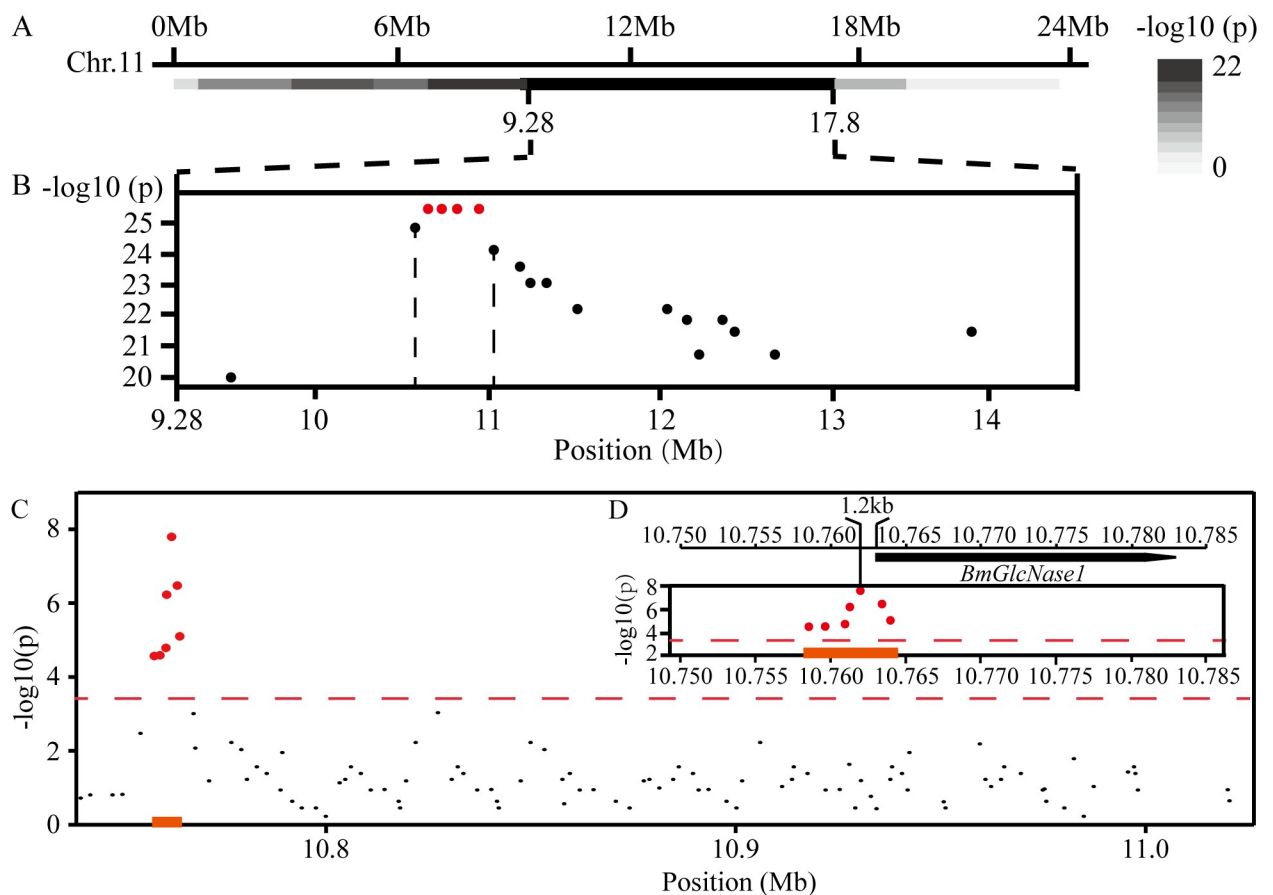 A
0Mb 6Mb 12Mb 18Mb 24Mb
-log10 (p)
Chr.11
22
0
9.28 17.8
B
-log10 (p)
25
24
23
22
21
20
9.28 10 11 12 13 14
Position (Mb)
C
-log10(p)
8
6
4
2
0
10.8 10.9 11.0
Position (Mb)
D
1.2kb
10.750 10.755 10.760 10.765 10.770 10.775 10.780 10.785
BmGlcNase1
-log10(p)
8
6
4
2
10.750 10.755 10.760 10.765 10.770 10.775 10.780 10.785